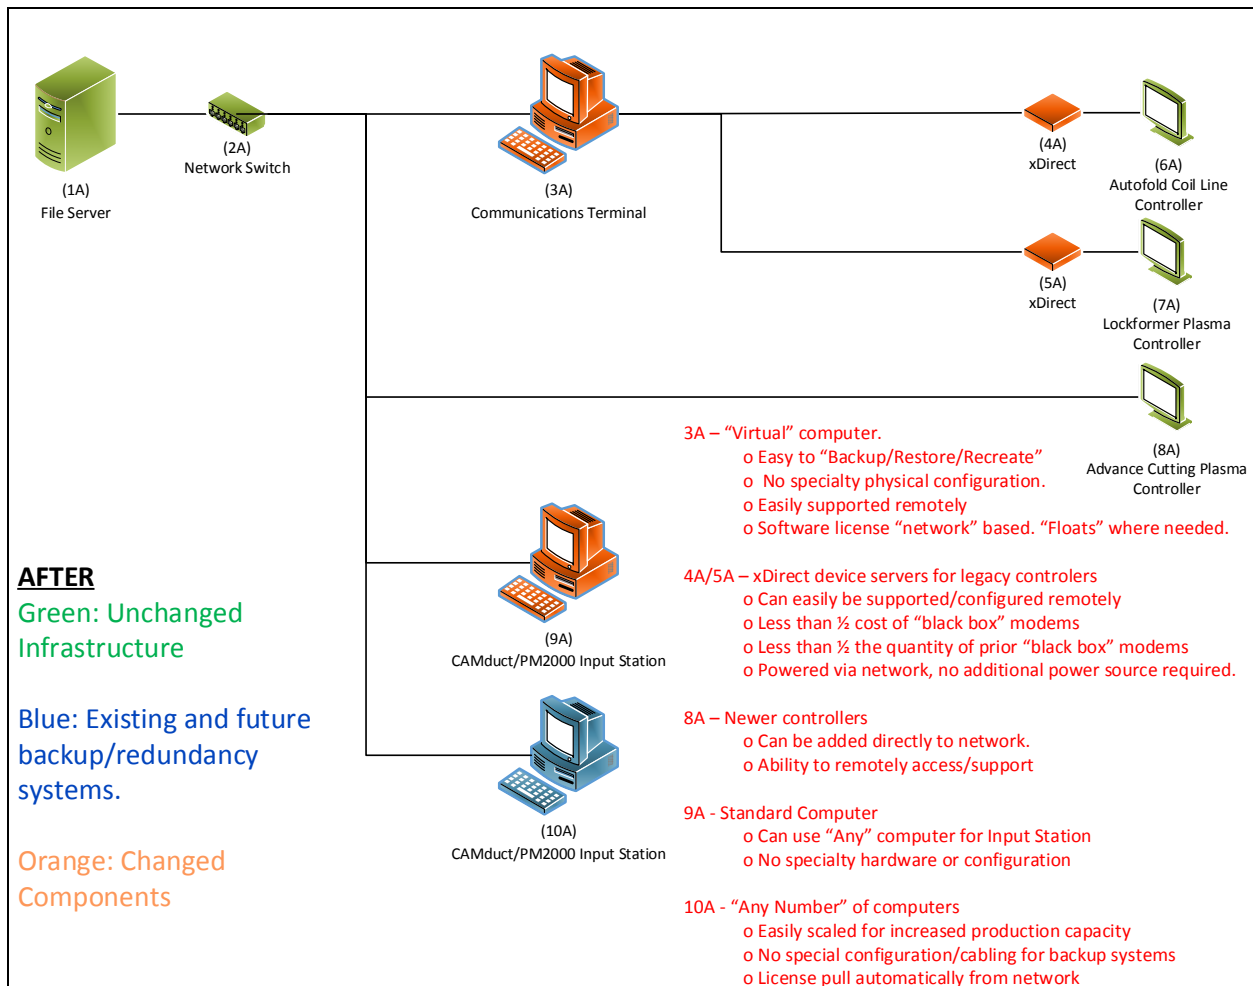 (1A)
File Server
(2A)
Network Switch
(3A)
Communications Terminal
(4A)
xDirect
(6A)
Autofold Coil Line
Controller
(5A)
xDirect
(7A)
Lockformer Plasma
Controller
(8A)
Advance Cutting Plasma
Controller
3A – “Virtual” computer.
o Easy to “Backup/Restore/Recreate”
o No specialty physical configuration.
o Easily supported remotely
o Software license “network” based. “Floats” where needed.
4A/5A – xDirect device servers for legacy controlers
o Can easily be supported/configured remotely
o Less than ½ cost of “black box” modems
o Less than ½ the quantity of prior “black box” modems
o Powered via network, no additional power source required.
8A – Newer controllers
o Can be added directly to network.
o Ability to remotely access/support
9A - Standard Computer
o Can use “Any” computer for Input Station
o No specialty hardware or configuration
10A - “Any Number” of computers
o Easily scaled for increased production capacity
o No special configuration/cabling for backup systems
o License pull automatically from network
(9A)
CAMduct/PM2000 Input Station
(10A)
CAMduct/PM2000 Input Station
AFTER
Green: Unchanged
Infrastructure
Blue: Existing and future
backup/redundancy
systems.
Orange: Changed
Components